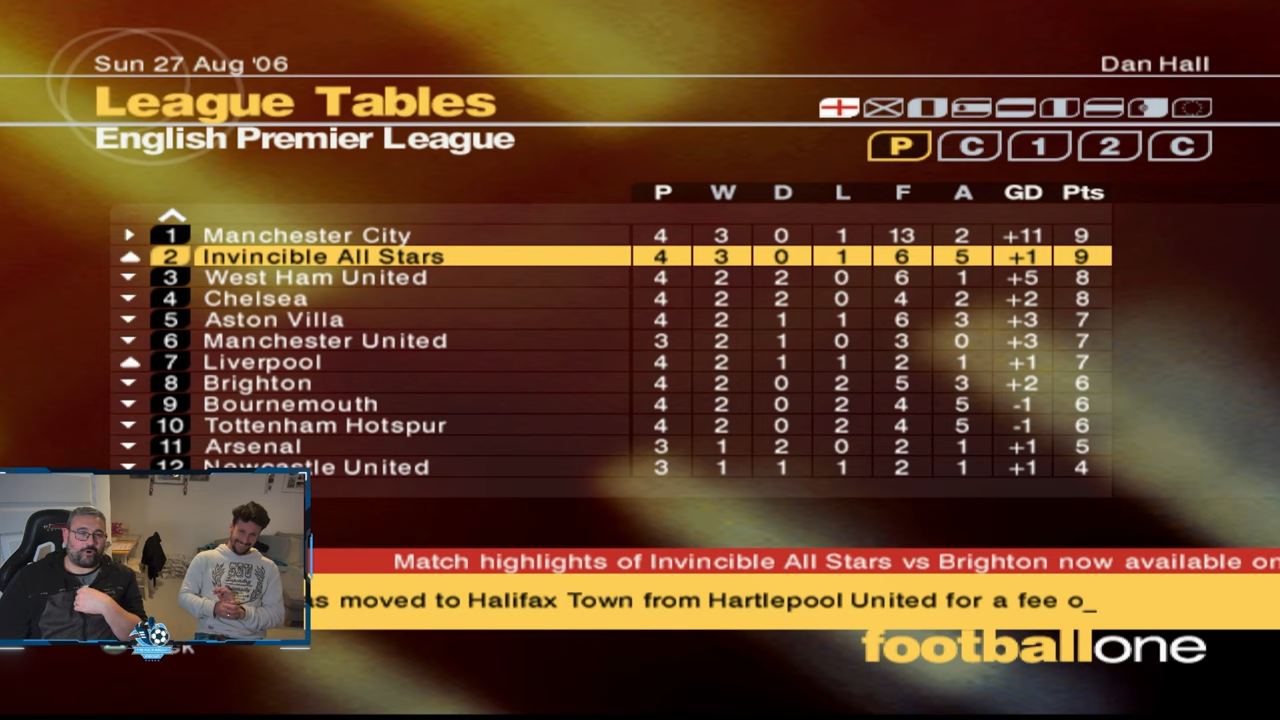 Sun 27 Aug '06
Dan Hall
League Tables
English Premier League
P C 1 2 C
P W D L F A GD Pts
1 Manchester City 4 3 0 1 13 2 +11 9
2 Invincible All Stars 4 3 0 1 6 5 +1 9
3 West Ham United 4 2 2 0 6 1 +5 8
4 Chelsea 4 2 2 0 4 2 +2 8
5 Aston Villa 4 2 1 1 6 3 +3 7
6 Manchester United 3 2 1 0 3 0 +3 7
7 Liverpool 4 2 1 1 2 1 +1 7
8 Brighton 4 2 0 2 5 3 +2 6
9 Bournemouth 4 2 0 2 4 5 -1 6
10 Tottenham Hotspur 4 2 0 2 4 5 -1 6
11 Arsenal 3 1 2 0 2 1 +1 5
12 Newcastle United 3 1 1 1 2 1 +1 4
Match highlights of Invincible All Stars vs Brighton now available on
s moved to Halifax Town from Hartlepool United for a fee o_
footballone